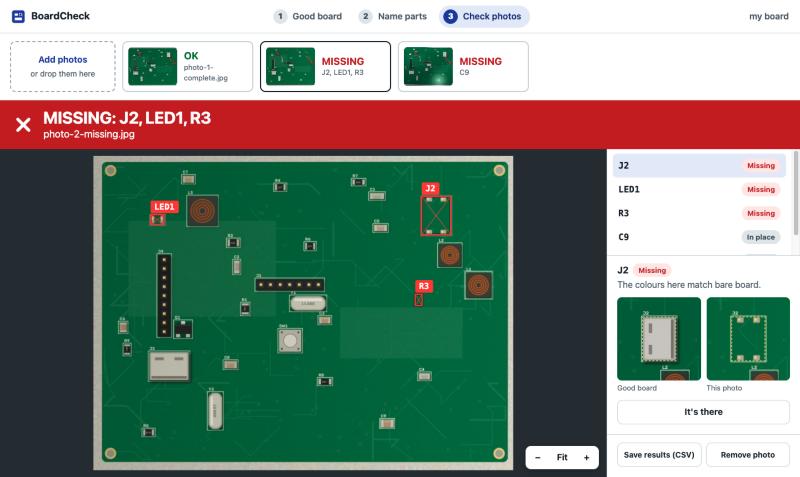 BoardCheck
1 Good board
2 Name parts
3 Check photos
my board
Add photos
or drop them here
OK
photo-1-
complete.jpg
MISSING
J2, LED1, R3
MISSING
C9
MISSING: J2, LED1, R3
photo-2-missing.jpg
J2
LED1
R3
J2 Missing
LED1 Missing
R3 Missing
C9 In place
J2 Missing
The colours here match bare board.
Good board
This photo
It's there
− Fit +
Save results (CSV)
Remove photo